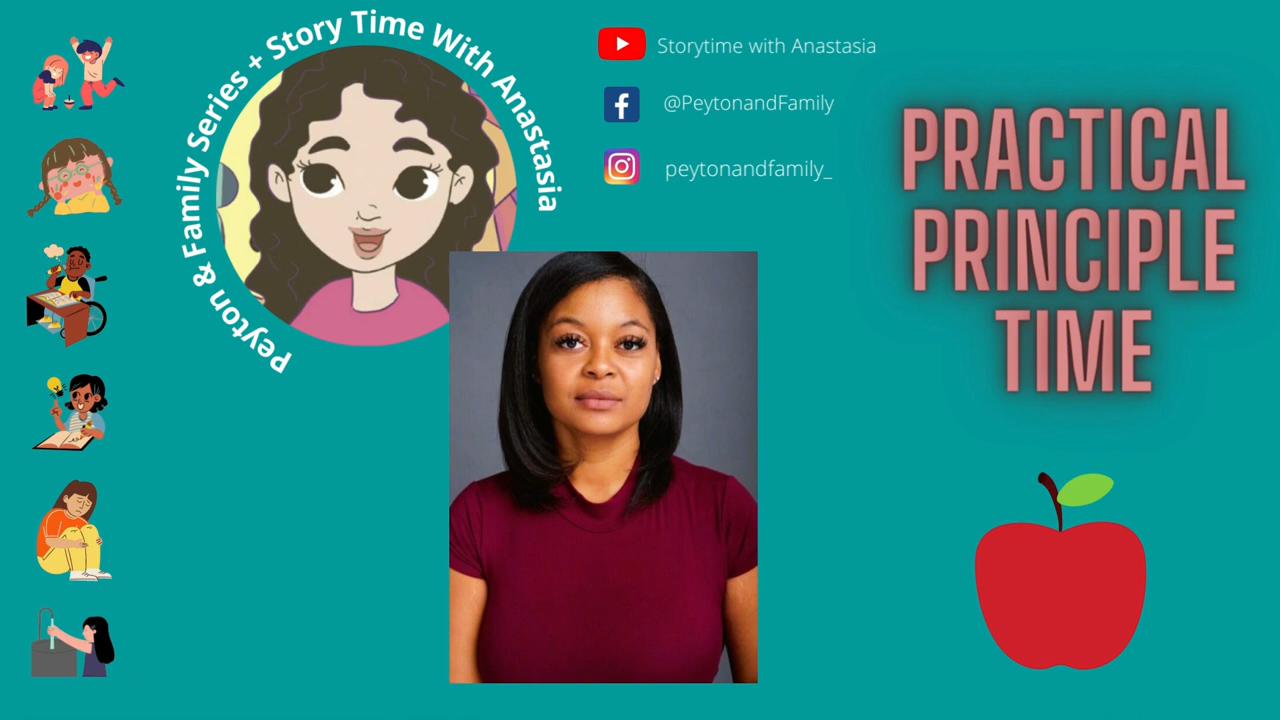 Peyton & Family Series + Story Time With Anastasia
Storytime with Anastasia
@PeytonandFamily
peytonandfamily_
PRACTICAL
PRINCIPLE
TIME